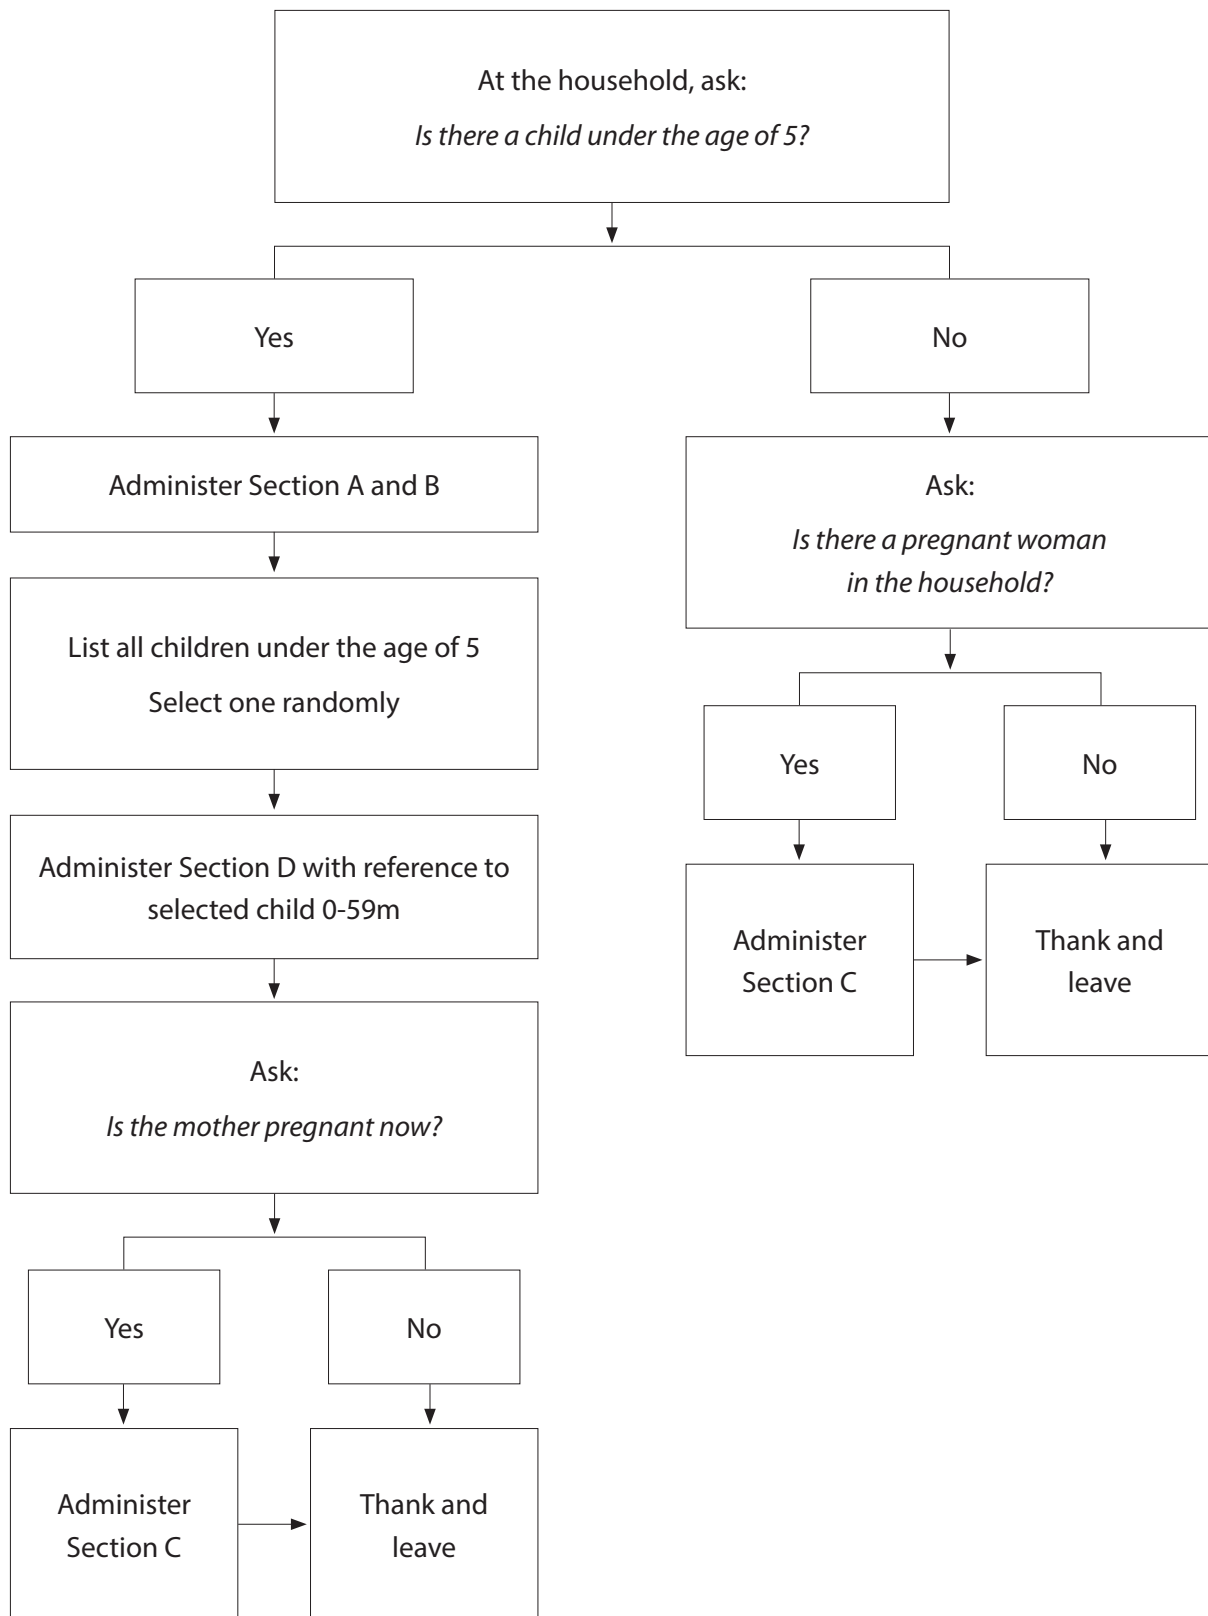 At the household, ask:
Is there a child under the age of 5?
Yes
No
Administer Section A and B
Ask:
Is there a pregnant woman
in the household?
List all children under the age of 5
Select one randomly
Yes
No
Administer Section D with reference to
selected child 0-59m
Administer
Section C
Thank and
leave
Ask:
Is the mother pregnant now?
Yes
No
Administer
Section C
Thank and
leave